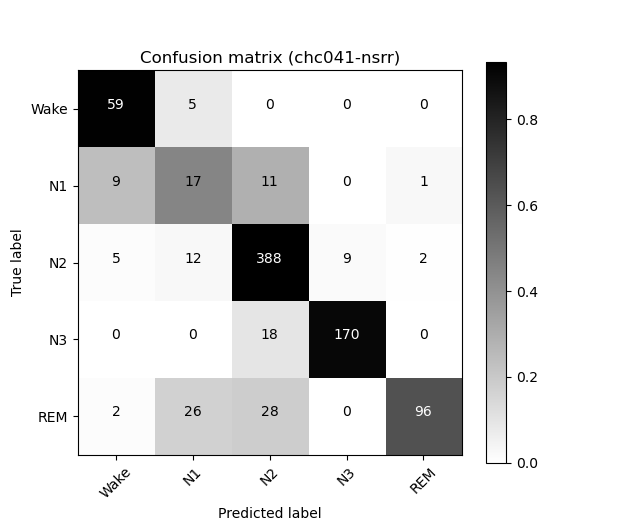 Confusion matrix (chc041-nsrr)
Wake 59 5 0 0 0
N1 9 17 11 0 1
N2 5 12 388 9 2
N3 0 0 18 170 0
REM 2 26 28 0 96
Wake N1 N2 N3 REM
True label
Predicted label
0.8
0.6
0.4
0.2
0.0